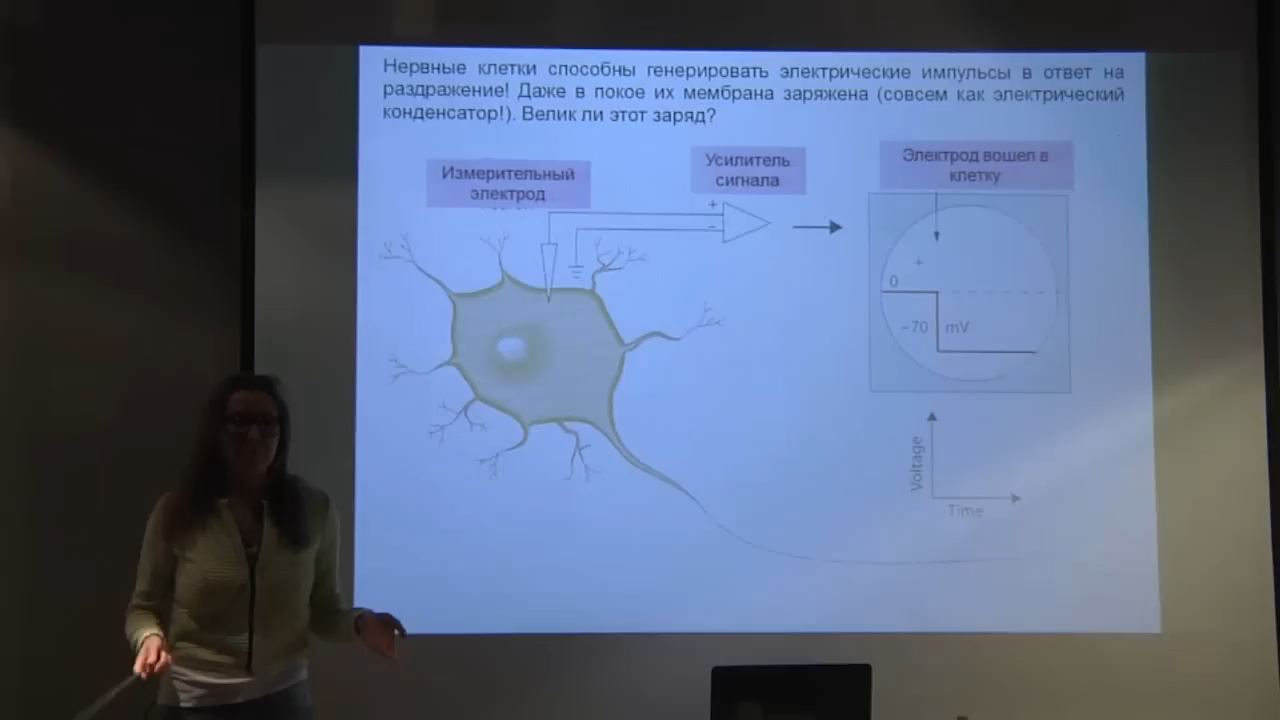 Нервные клетки способны генерировать электрические импульсы в ответ на
раздражение! Даже в покое их мембрана заряжена (совсем как электрический
конденсатор!). Велик ли этот заряд?
Измерительный
электрод
Усилитель
сигнала
Электрод вошел в
клетку
+
-
+
0
-70 mV
Voltage
Time